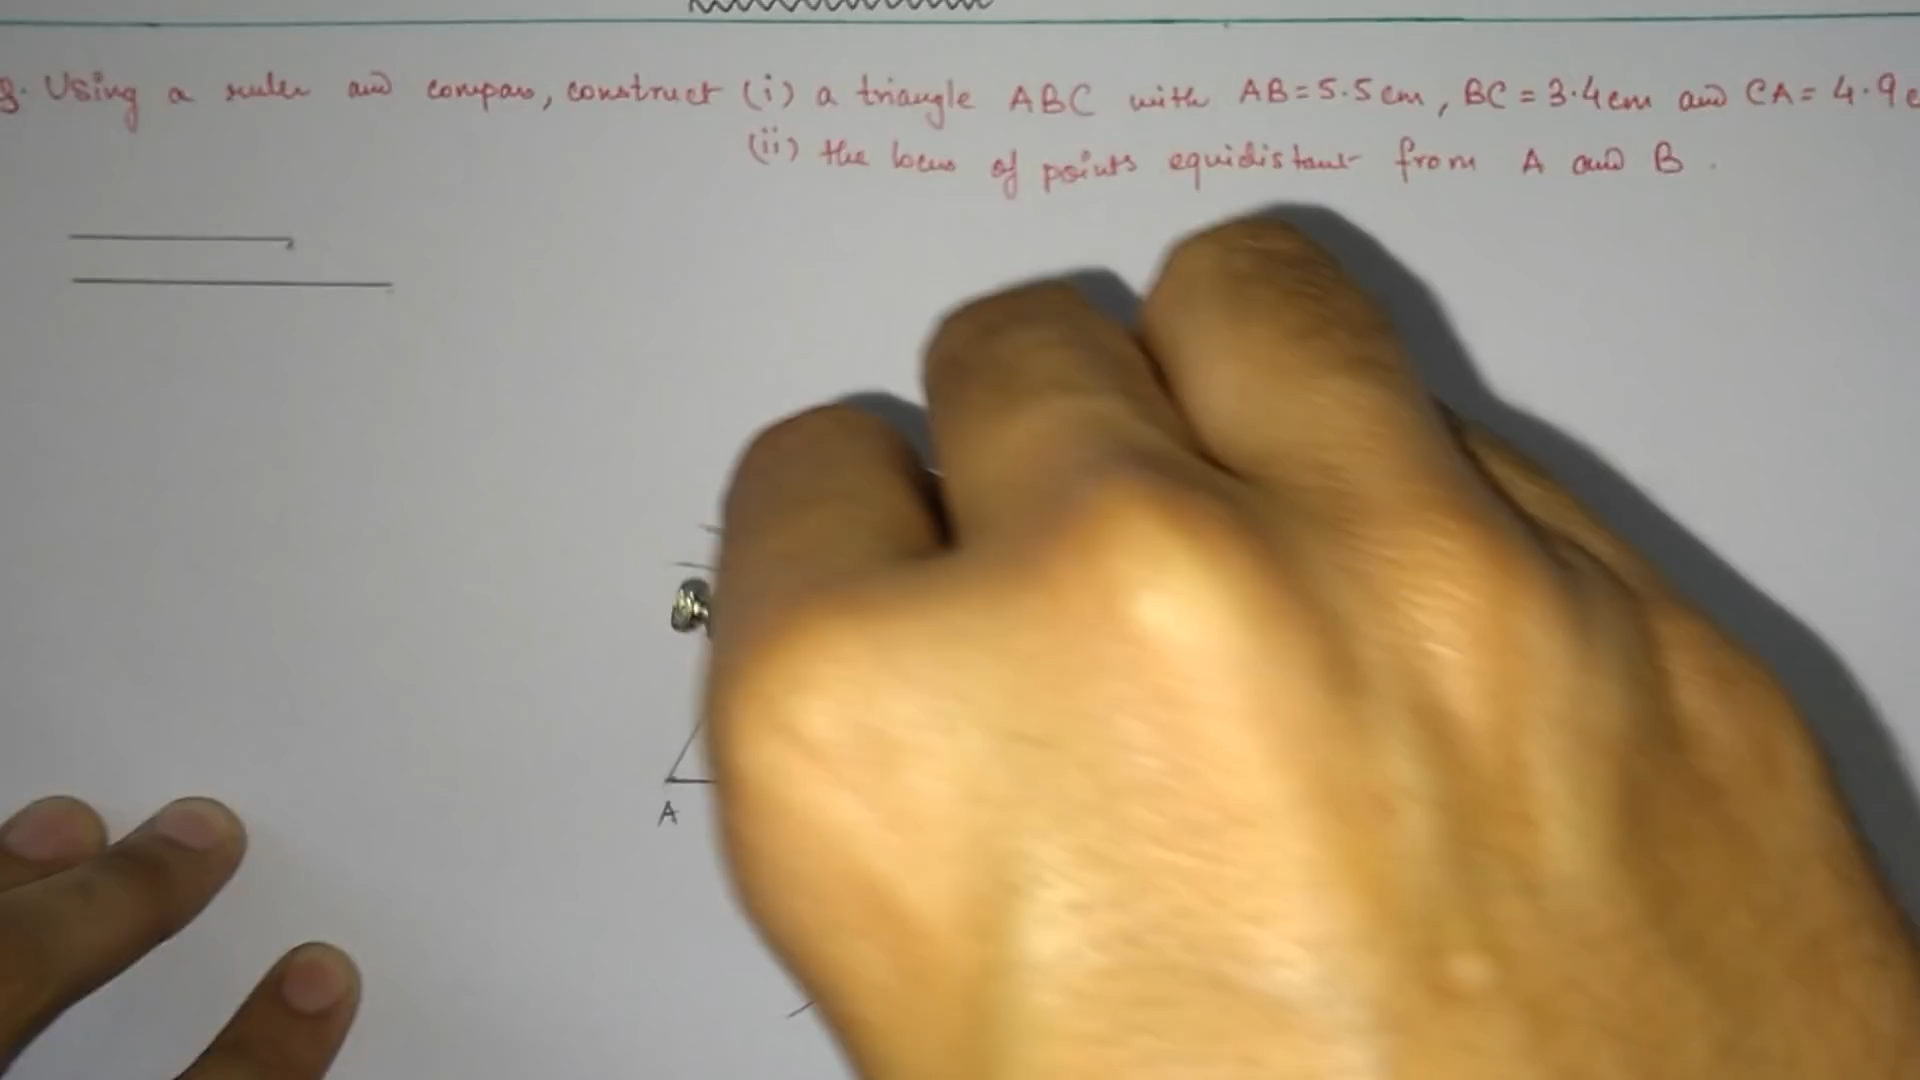 3. Using a ruler and compass, construct (i) a triangle ABC with AB = 5.5 cm, BC = 3.4 cm and CA = 4.9 c
(ii) the locus of points equidistant from A and B.
A